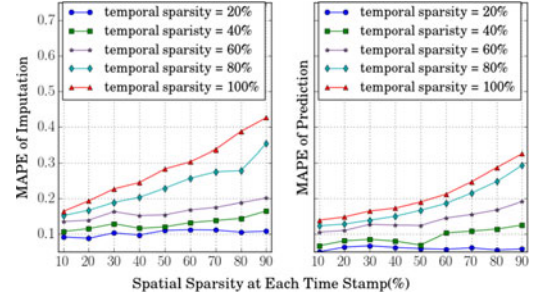 temporal sparsity = 20%
temporal sparisty = 40%
temporal sparsity = 60%
temporal sparsity = 80%
temporal sparsity = 100%
0.7
0.6
0.5
0.4
0.3
0.2
0.1
MAPE of Imputation
10 20 30 40 50 60 70 80 90
temporal sparsity = 20%
temporal sparisty = 40%
temporal sparsity = 60%
temporal sparsity = 80%
temporal sparsity = 100%
MAPE of Prediction
10 20 30 40 50 60 70 80 90
Spatial Sparsity at Each Time Stamp(%)